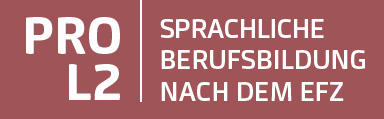 PRO
L2
SPRACHLICHE
BERUFSBILDUNG
NACH DEM EFZ